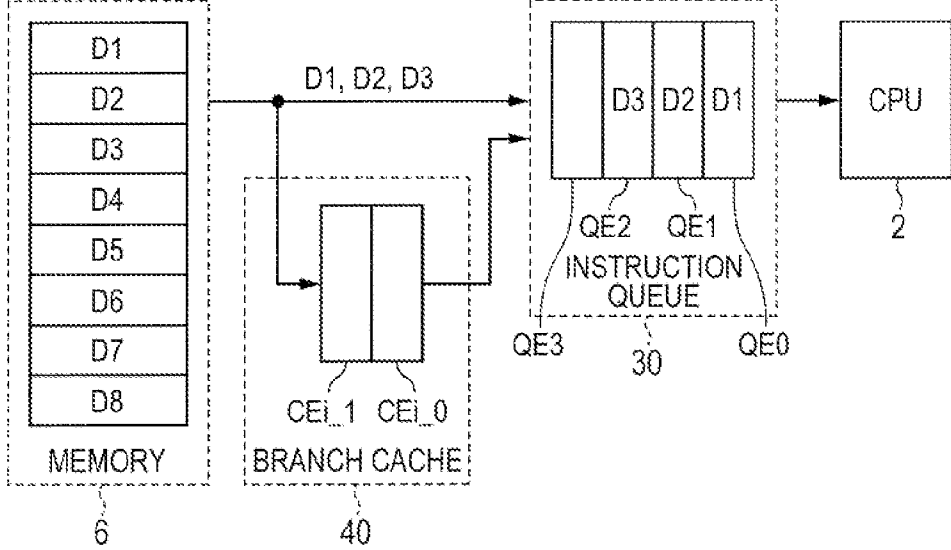 D1
D2
D3
D4
D5
D6
D7
D8
MEMORY
6
D1, D2, D3
CEi_1 CEi_0
BRANCH CACHE
40
D3 D2 D1
QE2 QE1
INSTRUCTION
QUEUE
QE3 QE0
30
CPU
2